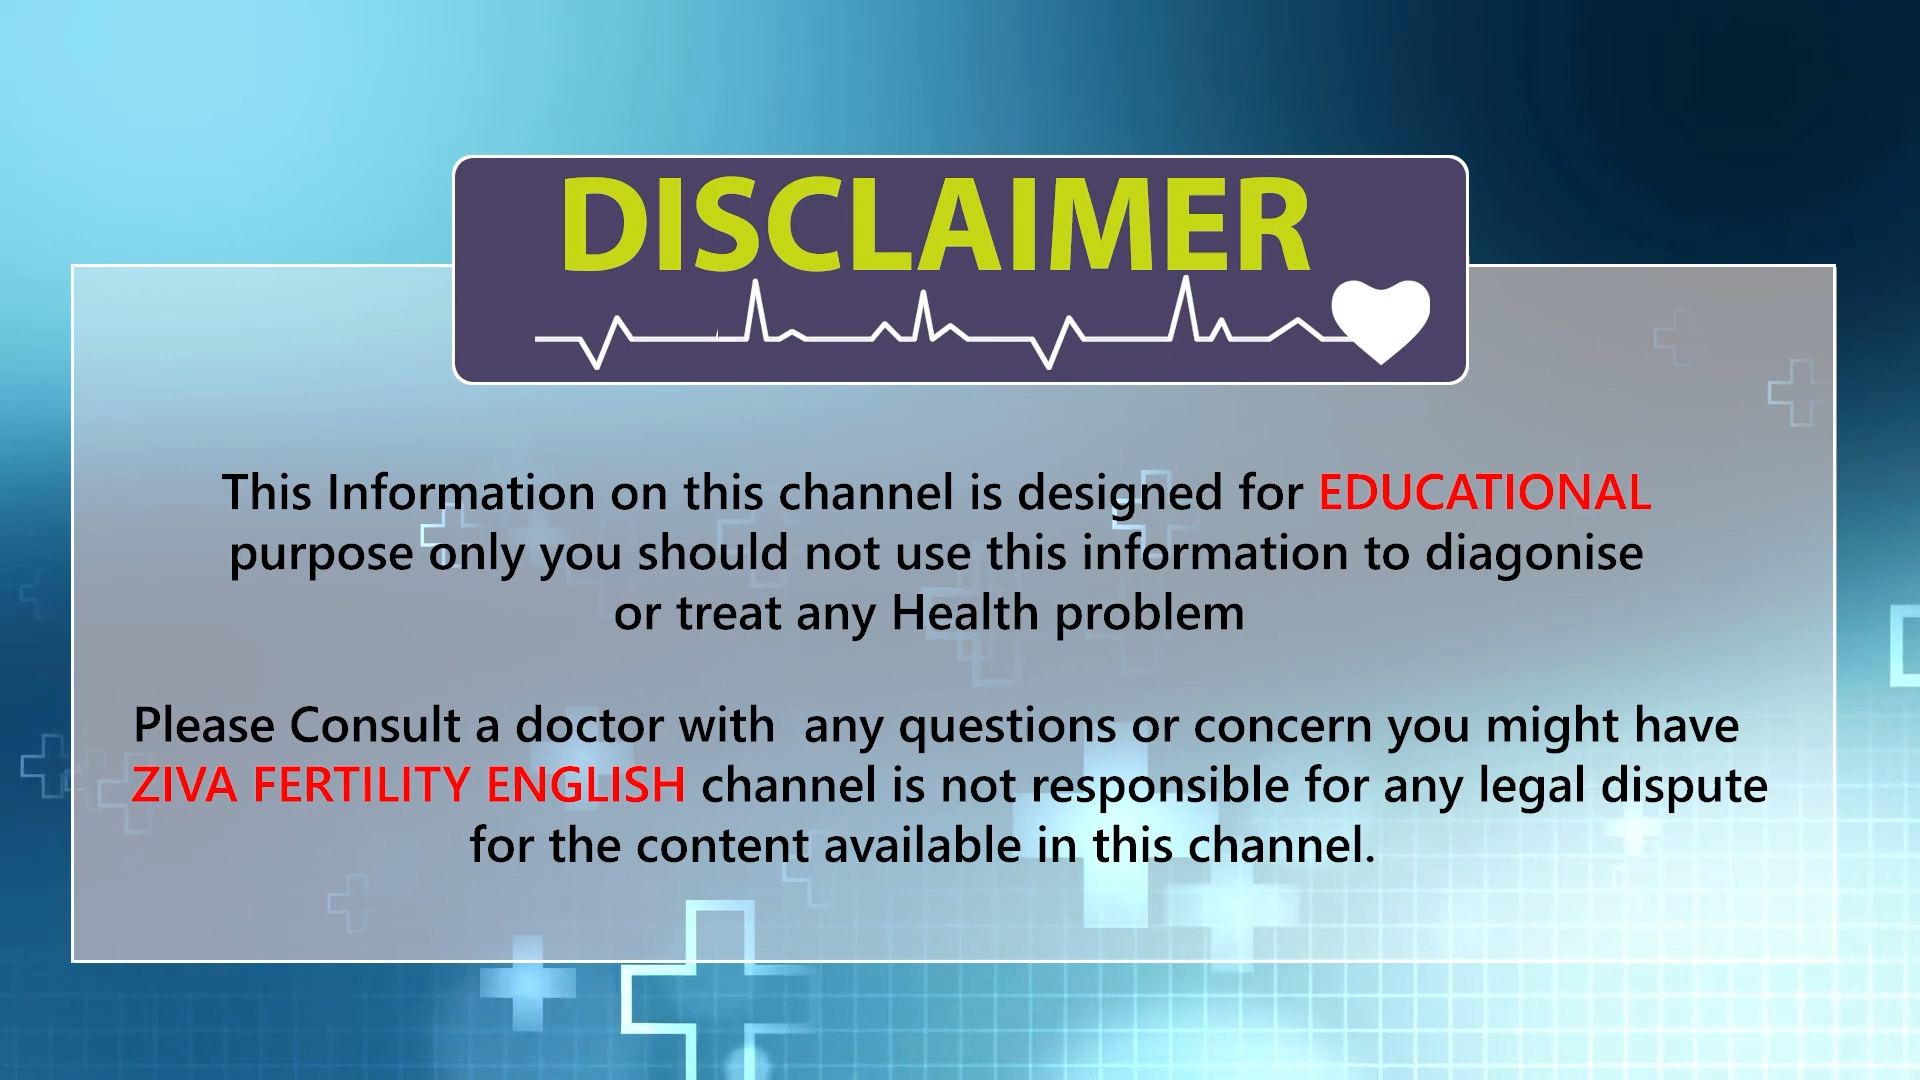 DISCLAIMER
This Information on this channel is designed for EDUCATIONAL
purpose only you should not use this information to diagonise
or treat any Health problem
Please Consult a doctor with  any questions or concern you might have
ZIVA FERTILITY ENGLISH channel is not responsible for any legal dispute
for the content available in this channel.